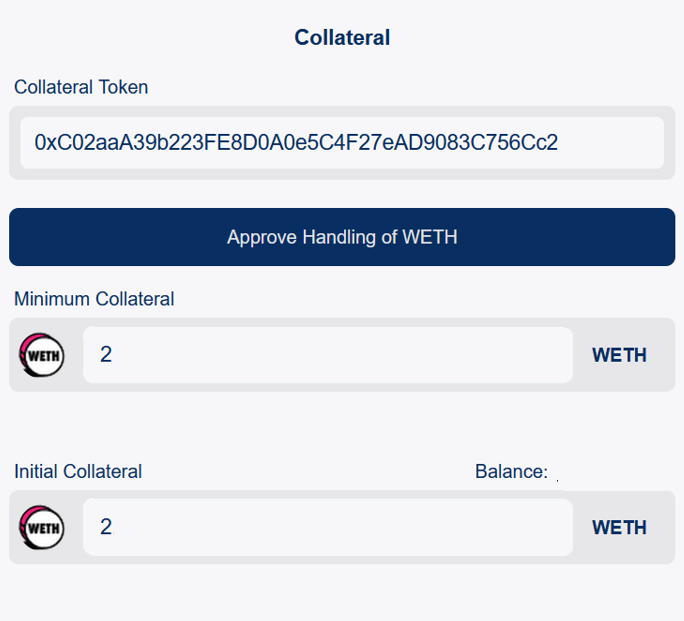 Collateral
Collateral Token
0xC02aaA39b223FE8D0A0e5C4F27eAD9083C756Cc2
Approve Handling of WETH
Minimum Collateral
WETH 2 WETH
Initial Collateral Balance:
WETH 2 WETH